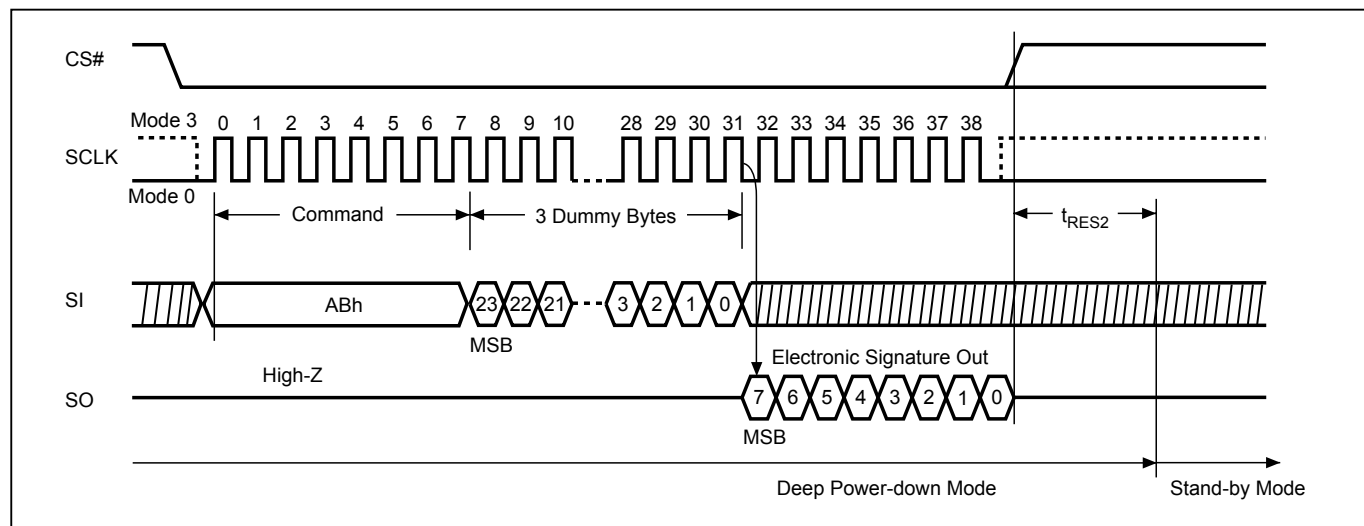 CS#
Mode 3 0 1 2 3 4 5 6 7 8 9 10 28 29 30 31 32 33 34 35 36 37 38
SCLK
Mode 0
Command 3 Dummy Bytes tRES2
SI ABh 23 22 21 3 2 1 0
MSB
Electronic Signature Out
High-Z
SO 7 6 5 4 3 2 1 0
MSB
Deep Power-down Mode Stand-by Mode